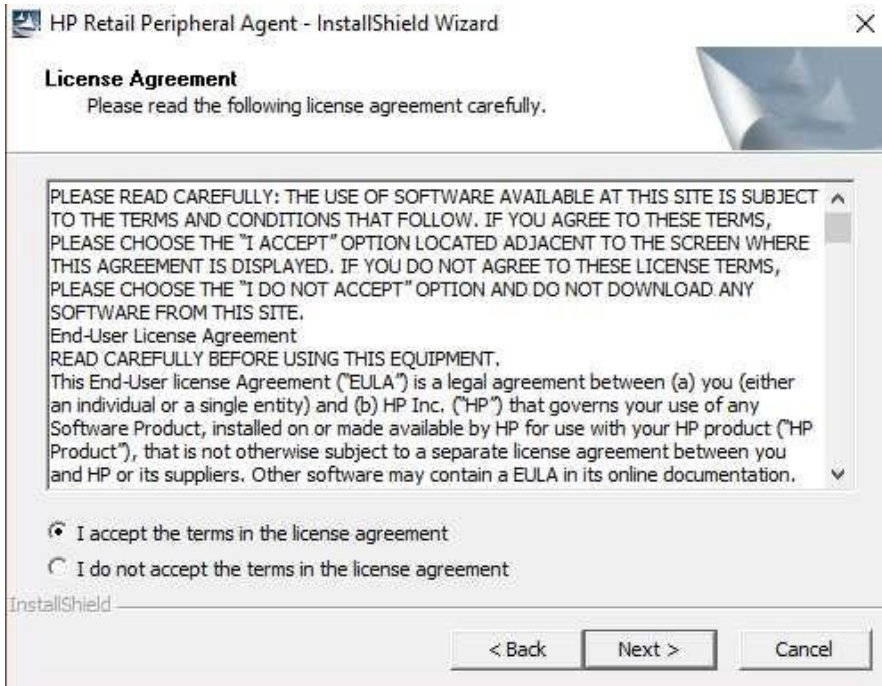 HP Retail Peripheral Agent - InstallShield Wizard
License Agreement
Please read the following license agreement carefully.
PLEASE READ CAREFULLY: THE USE OF SOFTWARE AVAILABLE AT THIS SITE IS SUBJECT
TO THE TERMS AND CONDITIONS THAT FOLLOW. IF YOU AGREE TO THESE TERMS,
PLEASE CHOOSE THE "I ACCEPT" OPTION LOCATED ADJACENT TO THE SCREEN WHERE
THIS AGREEMENT IS DISPLAYED. IF YOU DO NOT AGREE TO THESE LICENSE TERMS,
PLEASE CHOOSE THE "I DO NOT ACCEPT" OPTION AND DO NOT DOWNLOAD ANY
SOFTWARE FROM THIS SITE.
End-User License Agreement
READ CAREFULLY BEFORE USING THIS EQUIPMENT.
This End-User license Agreement ("EULA") is a legal agreement between (a) you (either
an individual or a single entity) and (b) HP Inc. ("HP") that governs your use of any
Software Product, installed on or made available by HP for use with your HP product ("HP
Product"), that is not otherwise subject to a separate license agreement between you
and HP or its suppliers. Other software may contain a EULA in its online documentation.
I accept the terms in the license agreement
I do not accept the terms in the license agreement
InstallShield
< Back Next > Cancel